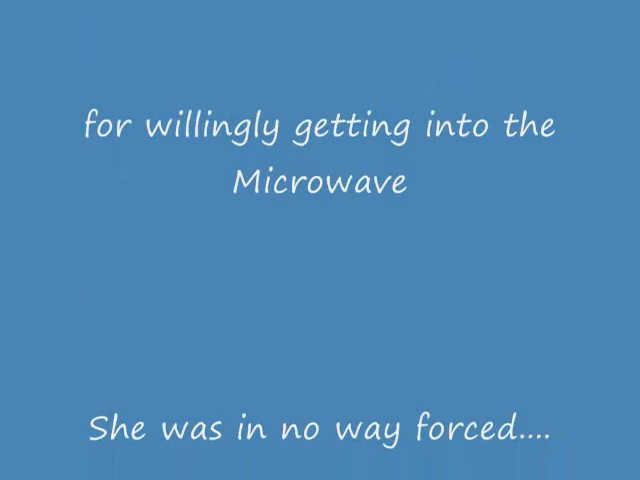 for willingly getting into the
Microwave
She was in no way forced....